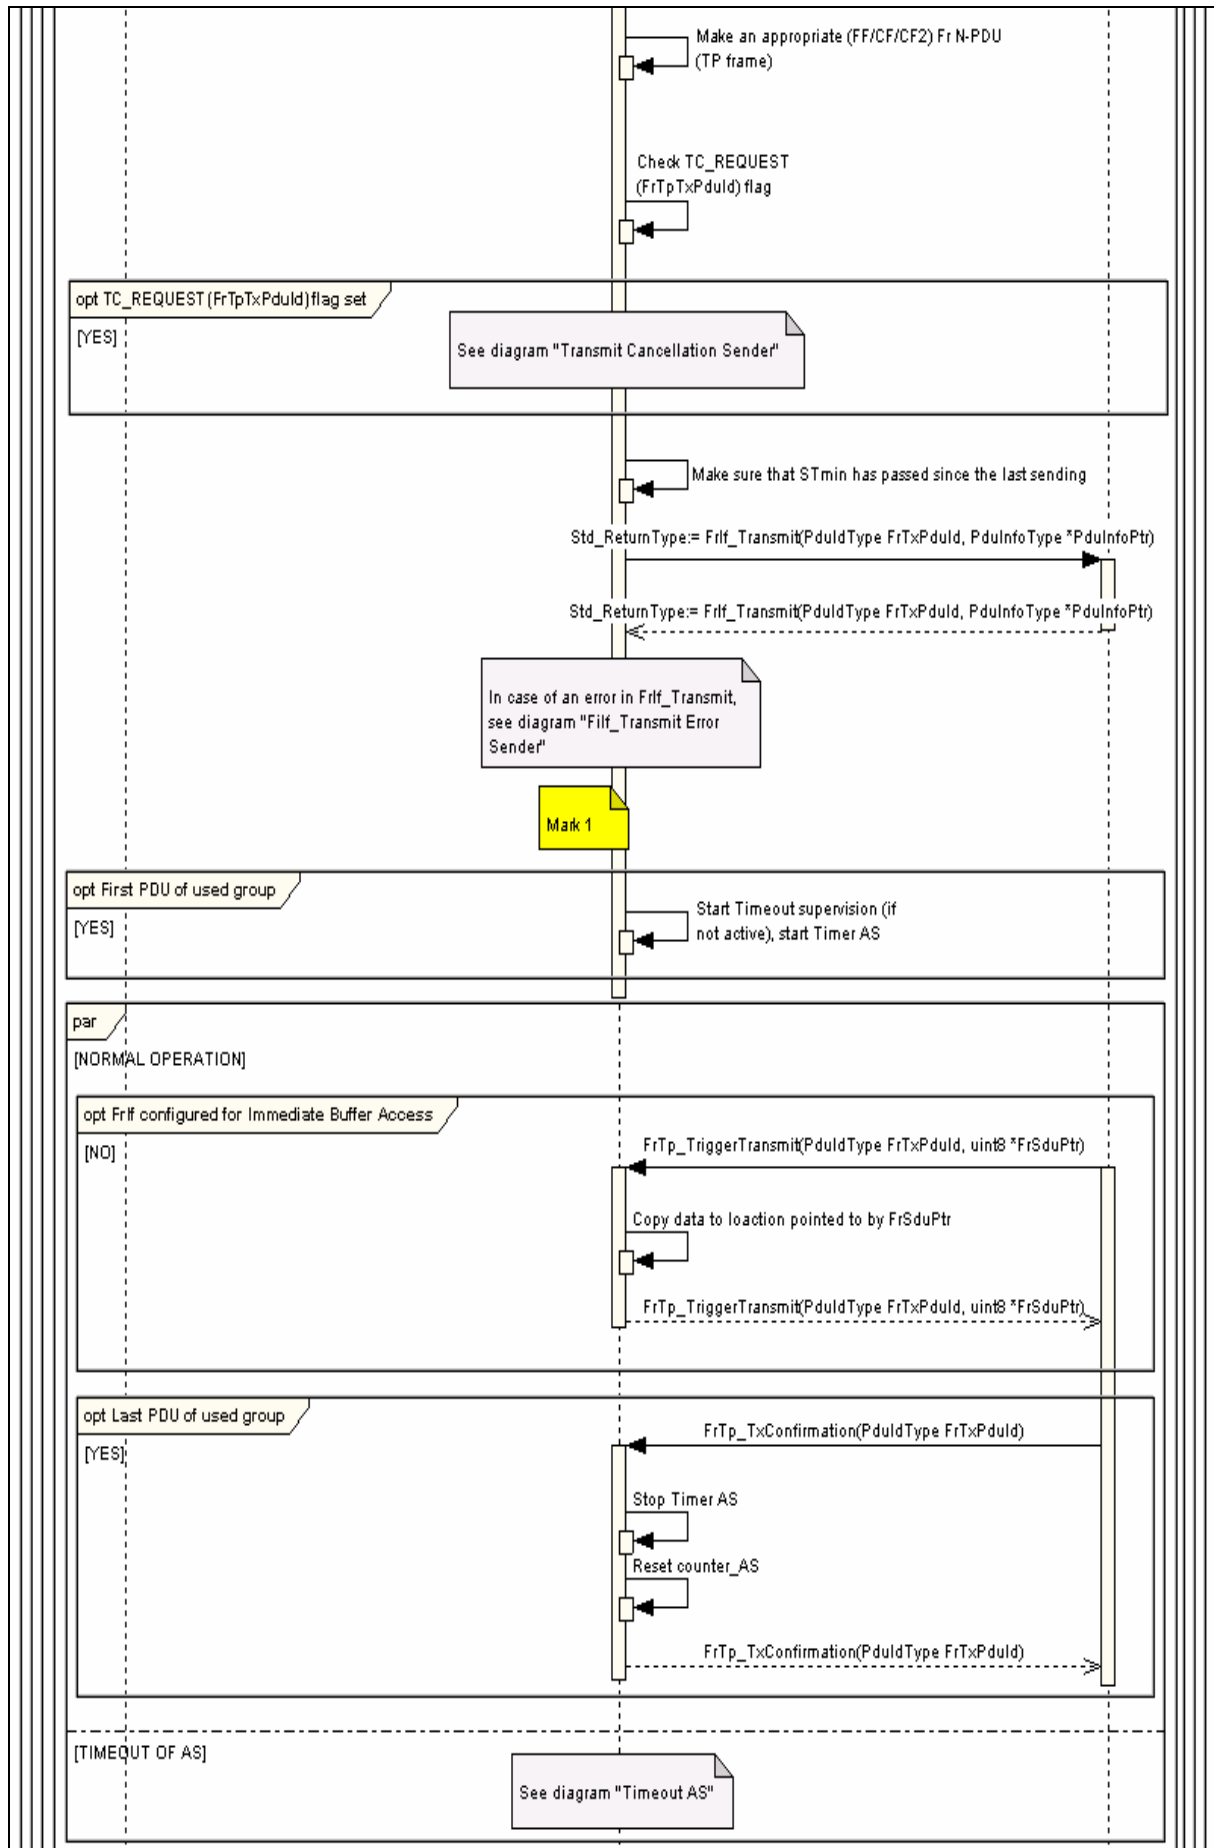 Make an appropriate (FF/CF/CF2) Fr N-PDU
(TP frame)
Check TC_REQUEST
(FrTpTxPduId) flag
opt TC_REQUEST (FrTpTxPduId)flag set
[YES]
See diagram "Transmit Cancellation Sender"
Make sure that STmin has passed since the last sending
Std_ReturnType:= FrIf_Transmit(PduIdType FrTxPduId, PduInfoType *PduInfoPtr)
Std_ReturnType:= FrIf_Transmit(PduIdType FrTxPduId, PduInfoType *PduInfoPtr)
In case of an error in FrIf_Transmit,
see diagram "FiIf_Transmit Error
Sender"
Mark 1
opt First PDU of used group
[YES]
Start Timeout supervision (if
not active), start Timer AS
par
[NORMAL OPERATION]
opt FrIf configured for Immediate Buffer Access
[NO]
FrTp_TriggerTransmit(PduIdType FrTxPduId, uint8 *FrSduPtr)
Copy data to loaction pointed to by FrSduPtr
FrTp_TriggerTransmit(PduIdType FrTxPduId, uint8 *FrSduPtr)
opt Last PDU of used group
[YES]
FrTp_TxConfirmation(PduIdType FrTxPduId)
Stop Timer AS
Reset counter_AS
FrTp_TxConfirmation(PduIdType FrTxPduId)
[TIMEOUT OF AS]
See diagram "Timeout AS"